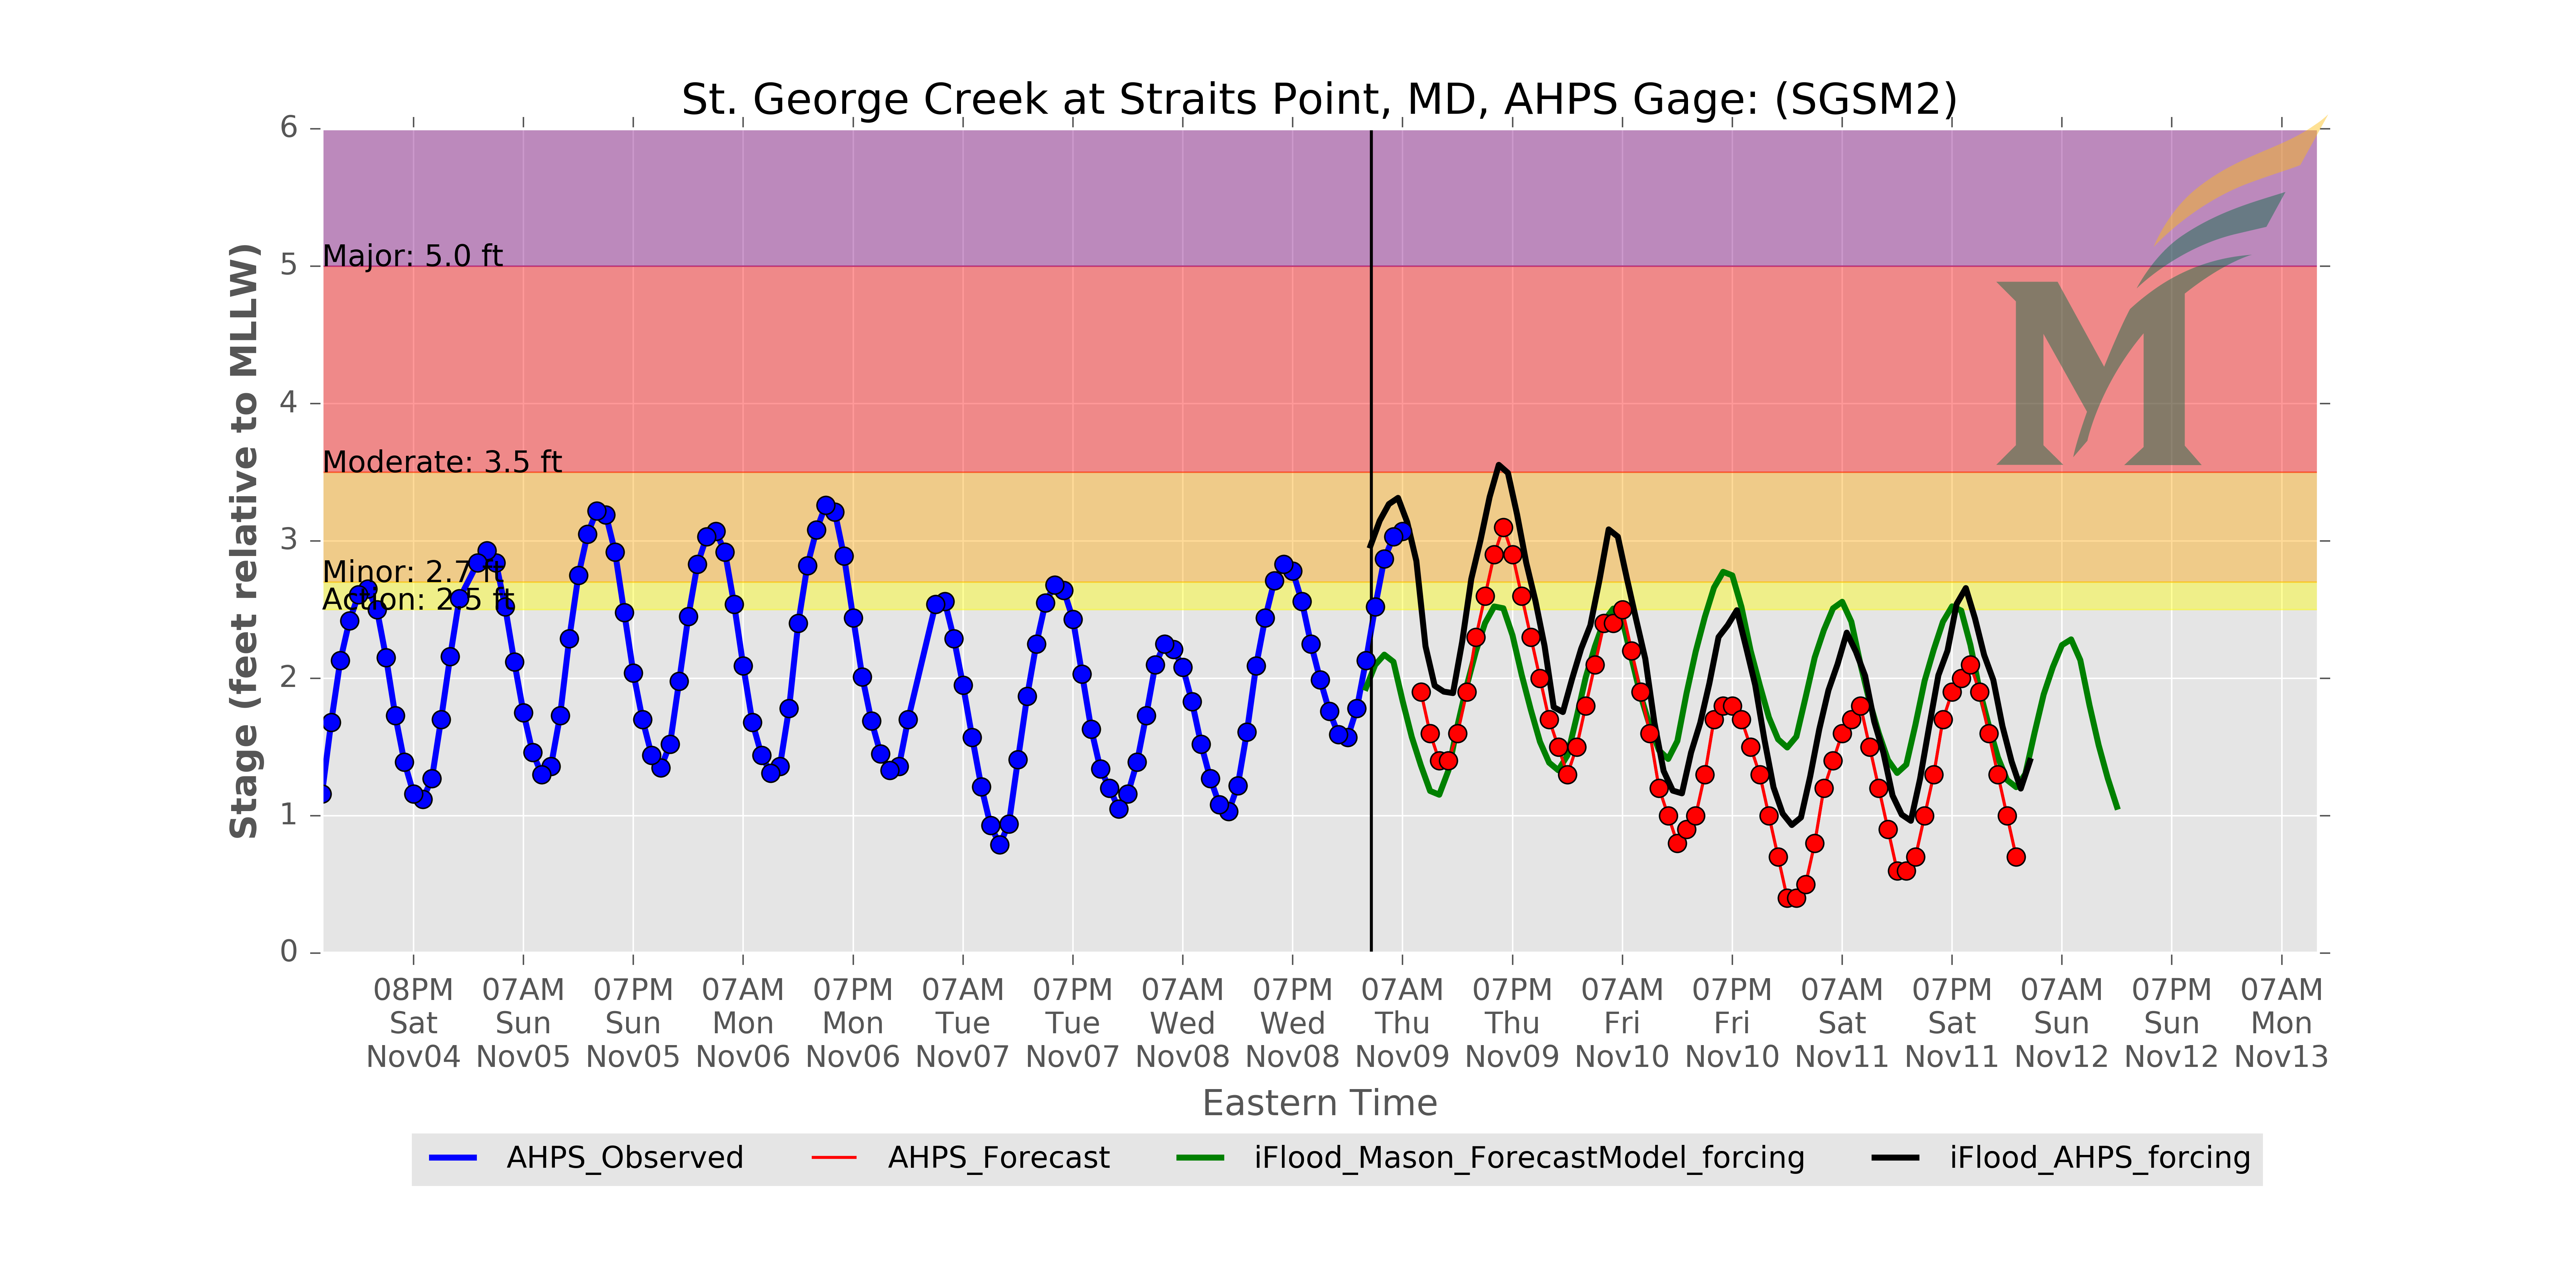 St. George Creek at Straits Point, MD, AHPS Gage: (SGSM2)
Stage (feet relative to MLLW)
6
5
4
3
2
1
0
Major: 5.0 ft
Moderate: 3.5 ft
Minor: 2.7 ft
Action: 2.5 ft
M
08PM 07AM 07PM 07AM 07PM 07AM 07PM 07AM 07PM 07AM 07PM 07AM 07PM 07AM 07PM 07AM 07PM 07AM
Sat Sun Sun Mon Mon Tue Tue Wed Wed Thu Thu Fri Fri Sat Sat Sun Sun Mon
Nov04 Nov05 Nov05 Nov06 Nov06 Nov07 Nov07 Nov08 Nov08 Nov09 Nov09 Nov10 Nov10 Nov11 Nov11 Nov12 Nov12 Nov13
Eastern Time
AHPS_Observed AHPS_Forecast iFlood_Mason_ForecastModel_forcing iFlood_AHPS_forcing